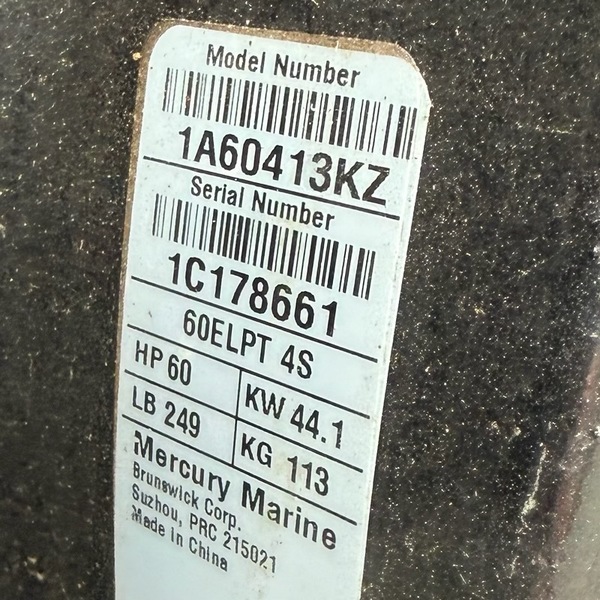 Model Number
1A60413KZ
Serial Number
1C178661
60ELPT 4S
HP 60 KW 44.1
LB 249 KG 113
Mercury Marine
Brunswick Corp.
Suzhou, PRC 215021
Made in China